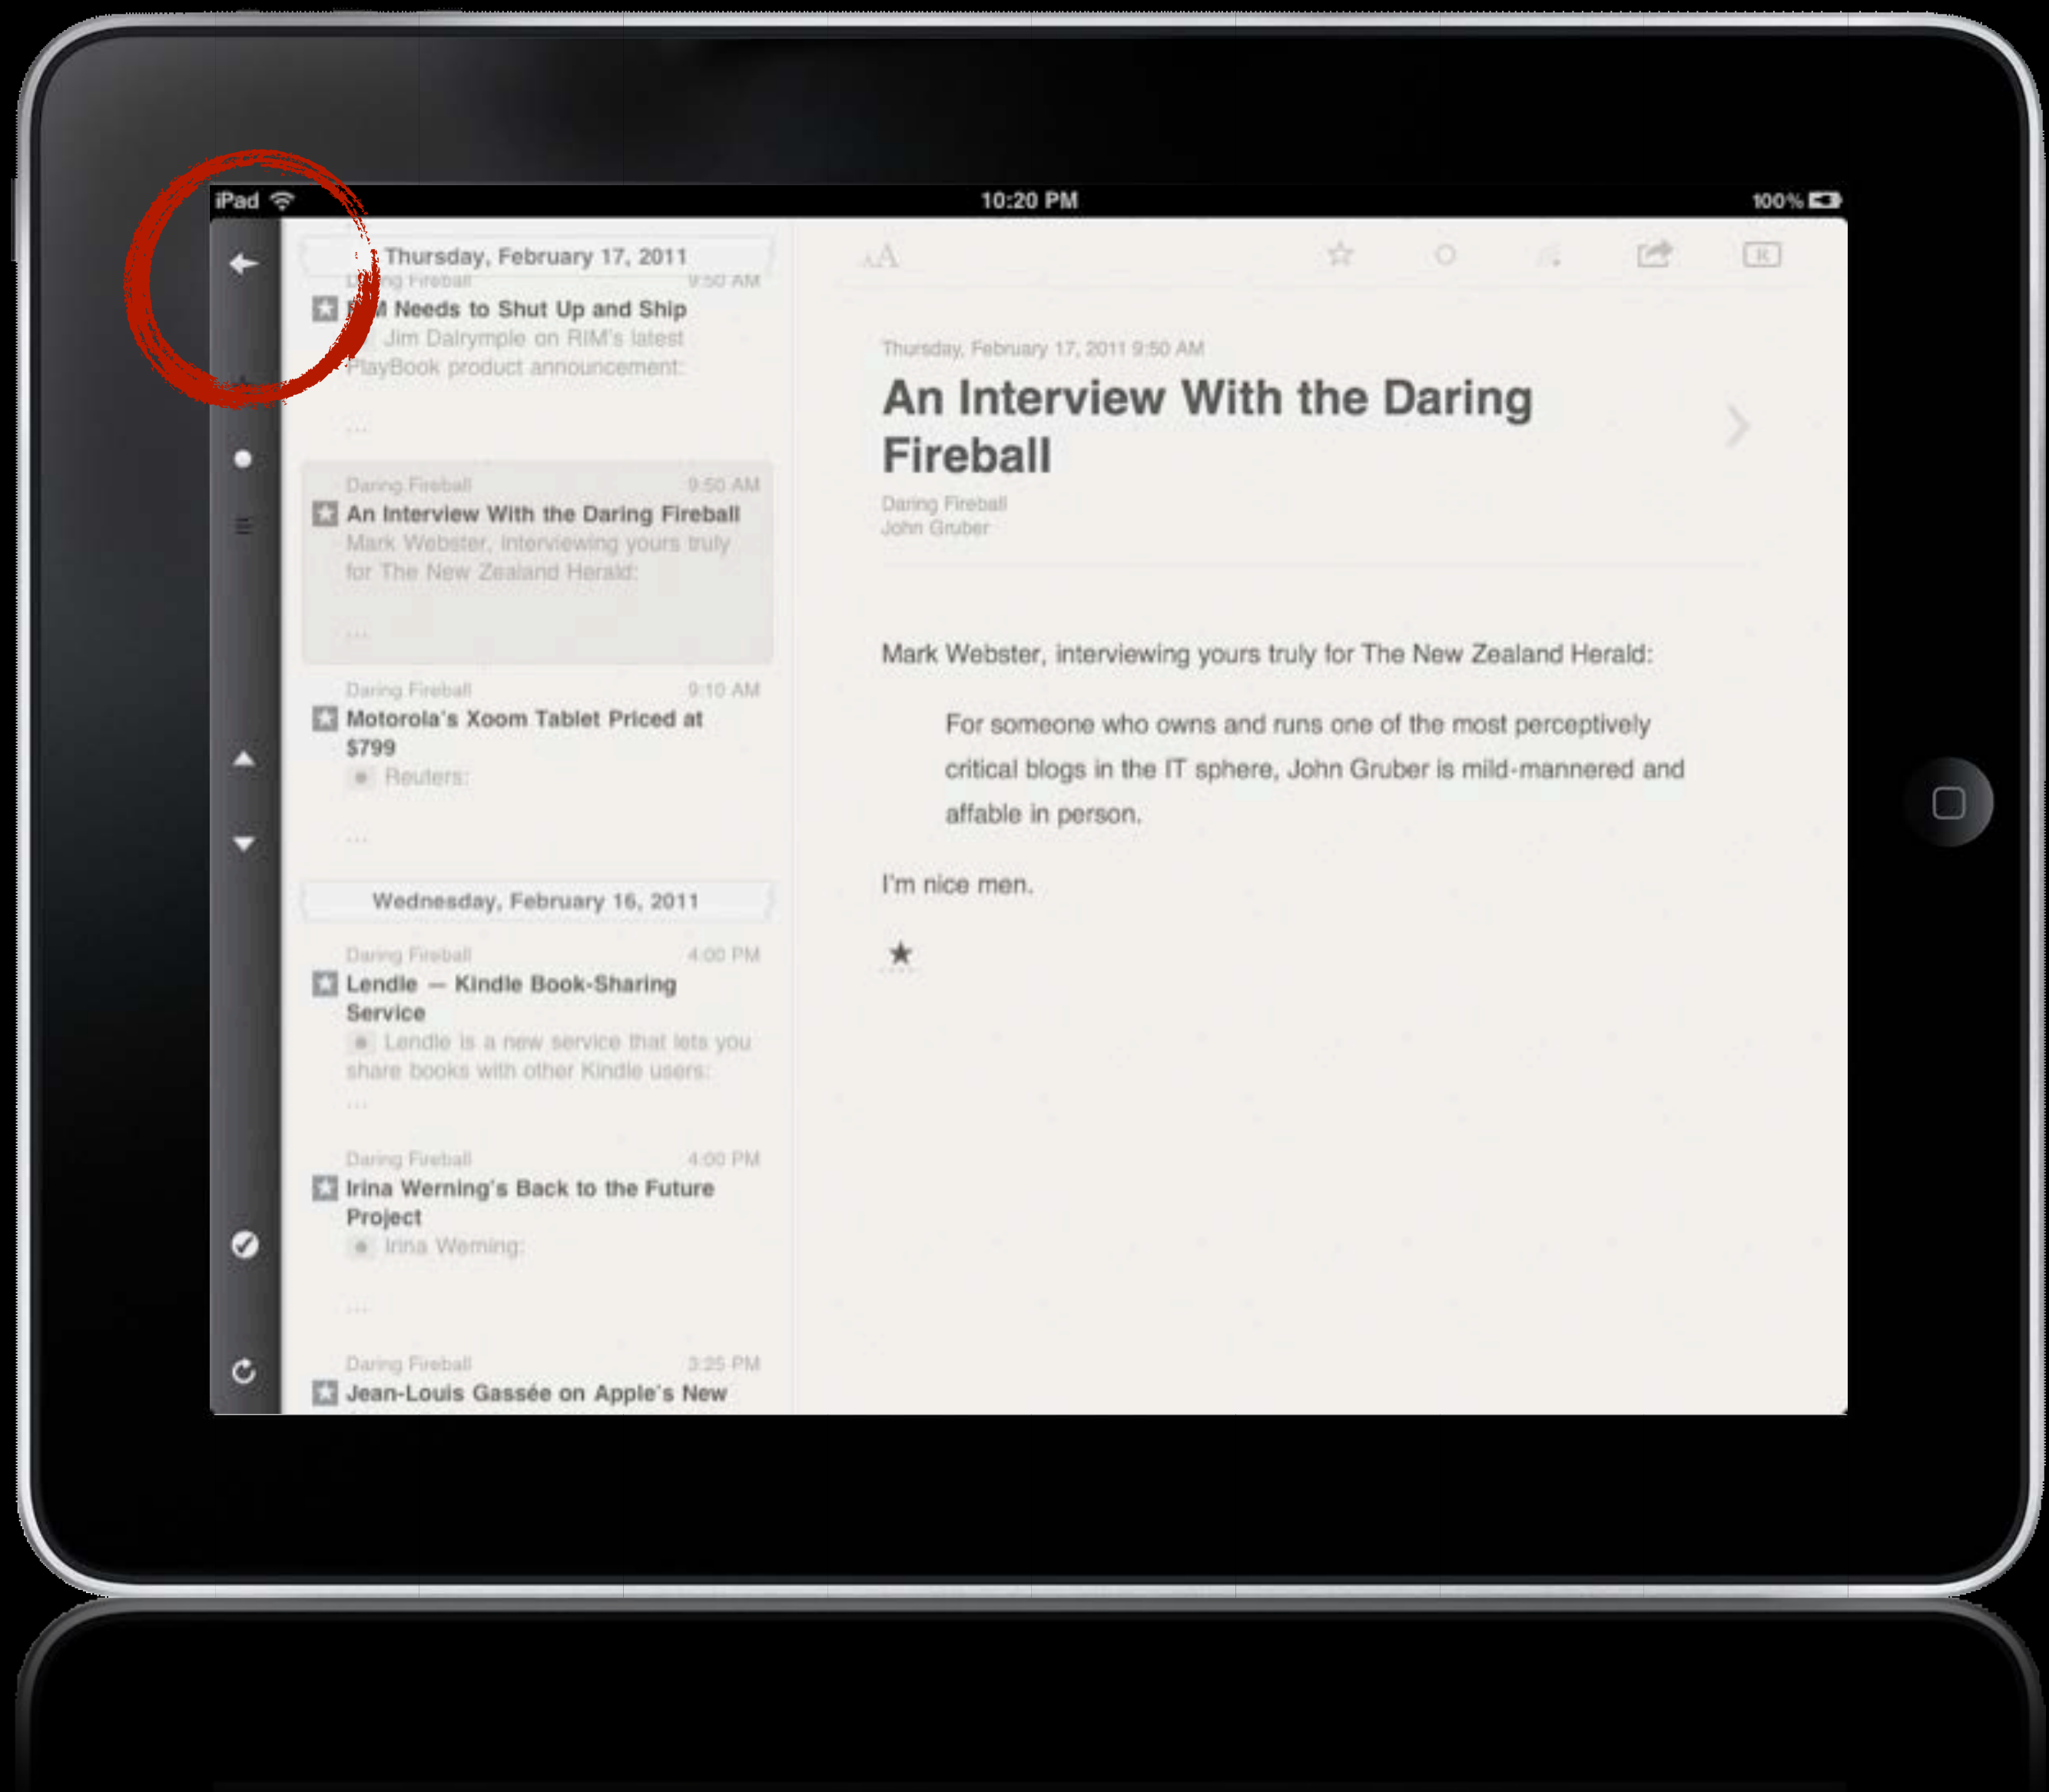 iPad
10:20 PM
100%
Thursday, February 17, 2011
Daring Fireball 9:50 AM
Needs to Shut Up and Ship
Jim Dalrymple on RIM's latest
PlayBook product announcement:
...
Daring Fireball 9:50 AM
An Interview With the Daring Fireball
Mark Webster, interviewing yours truly
for The New Zealand Herald:
...
Daring Fireball 9:10 AM
Motorola's Xoom Tablet Priced at
$799
Reuters:
...
Wednesday, February 16, 2011
Daring Fireball 4:00 PM
Lendle — Kindle Book-Sharing
Service
Lendle is a new service that lets you
share books with other Kindle users:
...
Daring Fireball 4:00 PM
Irina Werning's Back to the Future
Project
Irina Werning:
...
Daring Fireball 3:25 PM
Jean-Louis Gassée on Apple's New
AA
R
Thursday, February 17, 2011 9:50 AM
An Interview With the Daring
Fireball
Daring Fireball
John Gruber
Mark Webster, interviewing yours truly for The New Zealand Herald:
For someone who owns and runs one of the most perceptively
critical blogs in the IT sphere, John Gruber is mild-mannered and
affable in person.
I'm nice men.
★